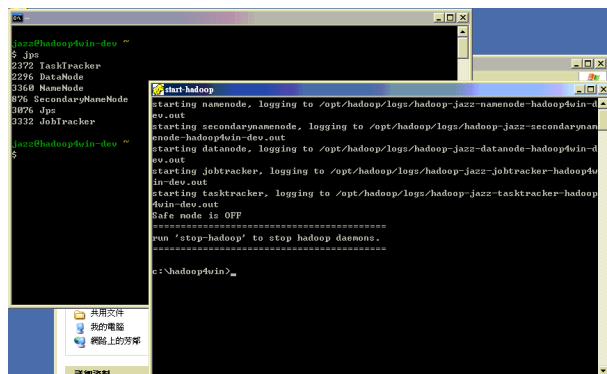 jazz@hadoop4win-dev ~
$ jps
2372 TaskTracker
2296 DataNode
3360 NameNode
876 SecondaryNameNode
3076 Jps
3332 JobTracker
jazz@hadoop4win-dev ~
$
start-hadoop
starting namenode, logging to /opt/hadoop/logs/hadoop-jazz-namenode-hadoop4win-d
ev.out
starting secondarynamenode, logging to /opt/hadoop/logs/hadoop-jazz-secondarynam
enode-hadoop4win-dev.out
starting datanode, logging to /opt/hadoop/logs/hadoop-jazz-datanode-hadoop4win-d
ev.out
starting jobtracker, logging to /opt/hadoop/logs/hadoop-jazz-jobtracker-hadoop4w
in-dev.out
starting tasktracker, logging to /opt/hadoop/logs/hadoop-jazz-tasktracker-hadoop
4win-dev.out
Safe mode is OFF
=========================================
run 'stop-hadoop' to stop hadoop daemons.
=========================================
c:\hadoop4win>_
共用文件
我的電腦
網路上的芳鄰